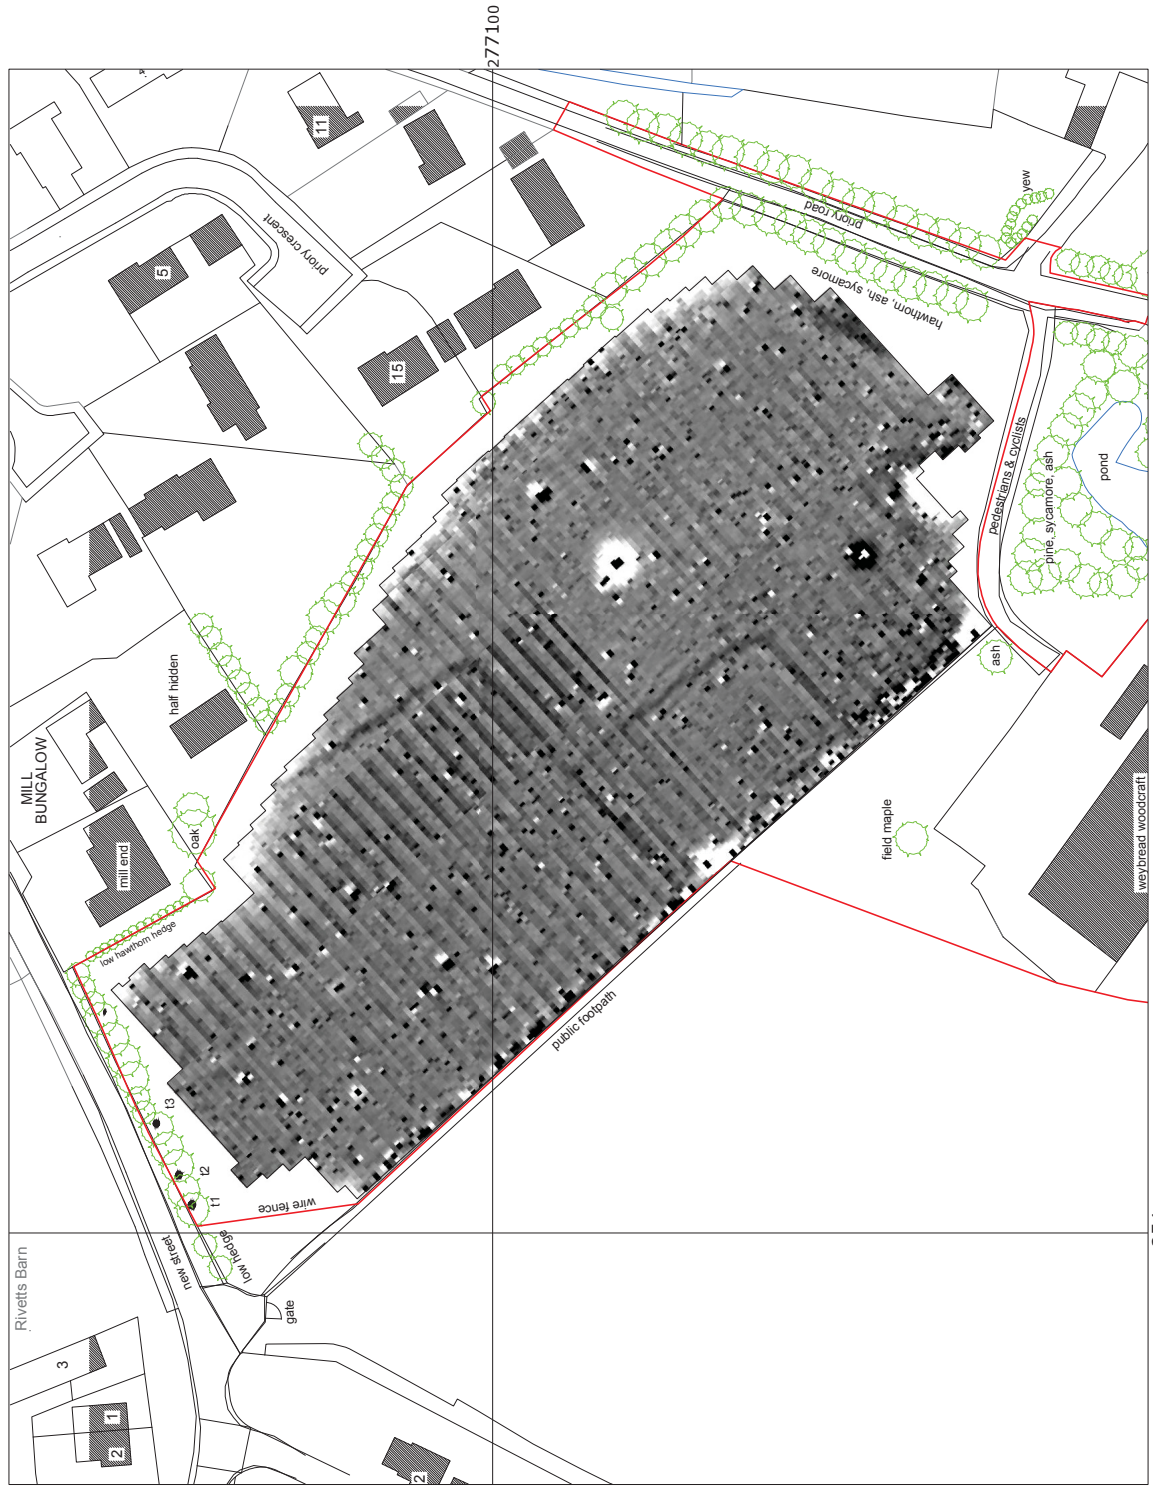 277100
4
11
priory crescent
5
15
yew
priory road
hawthorn, ash, sycamore
pedestrians & cyclists
pine, sycamore, ash
pond
half hidden
MILL
BUNGALOW
mill end
oak
low hawthorn hedge
ash
field maple
weybread woodcraft
public footpath
t3
t2
t1
wire fence
low hedge
new street
gate
Rivetts Barn
3
1
2
2